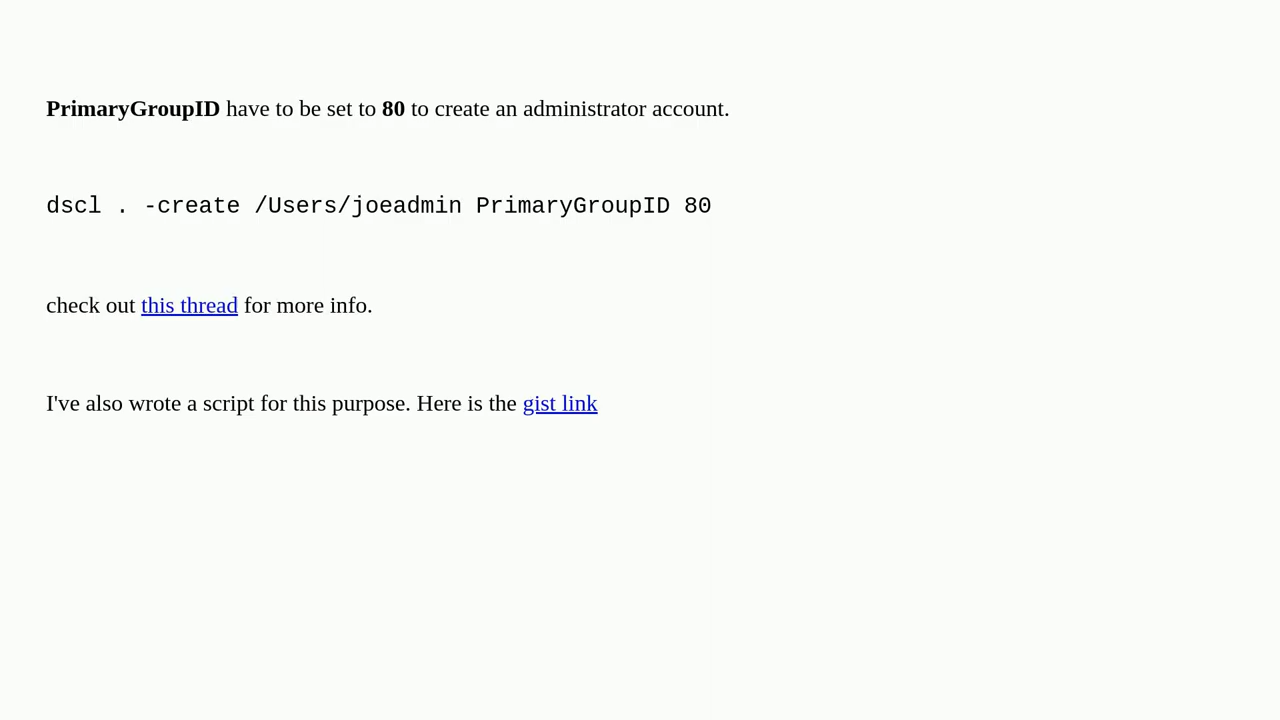 PrimaryGroupID have to be set to 80 to create an administrator account.
dscl . -create /Users/joeadmin PrimaryGroupID 80
check out this thread for more info.
I've also wrote a script for this purpose. Here is the gist link